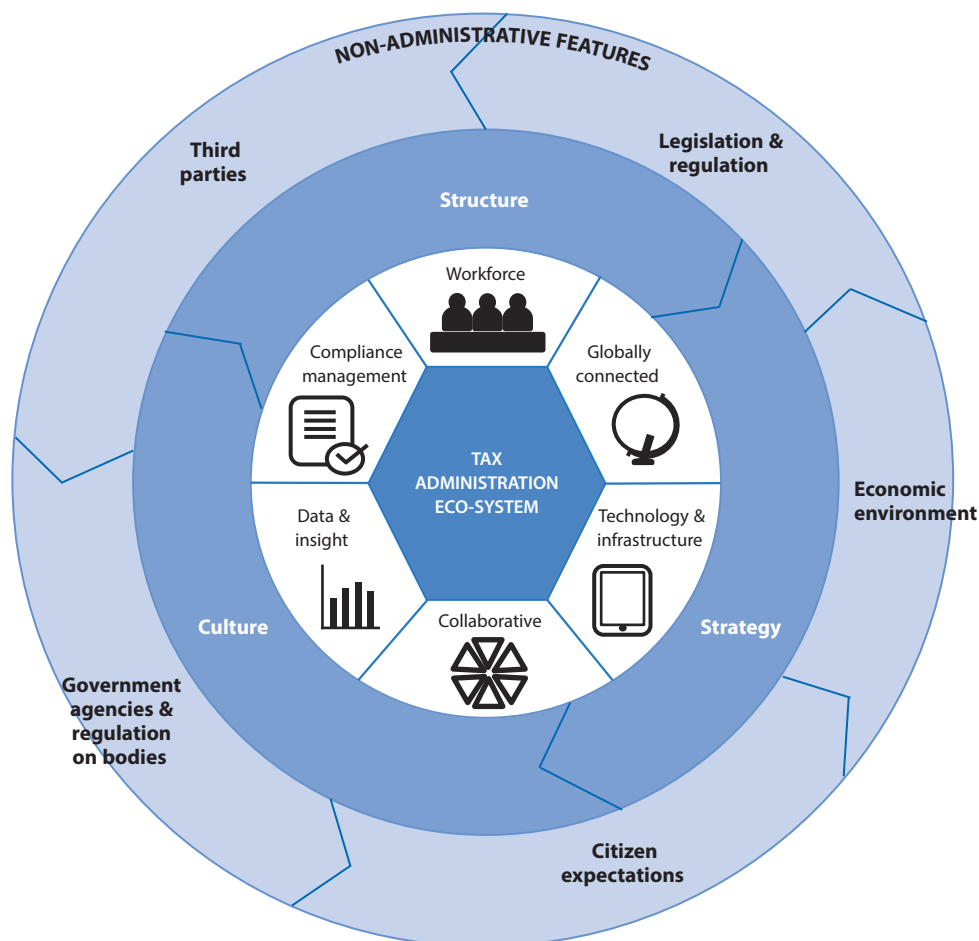 NON-ADMINISTRATIVE FEATURES
Third
parties
Legislation &
regulation
Structure
Workforce
Compliance
management
Globally
connected
TAX
ADMINISTRATION
ECO-SYSTEM
Economic
environment
Data &
insight
Technology &
infrastructure
Collaborative
Culture
Strategy
Government
agencies &
regulation
on bodies
Citizen
expectations